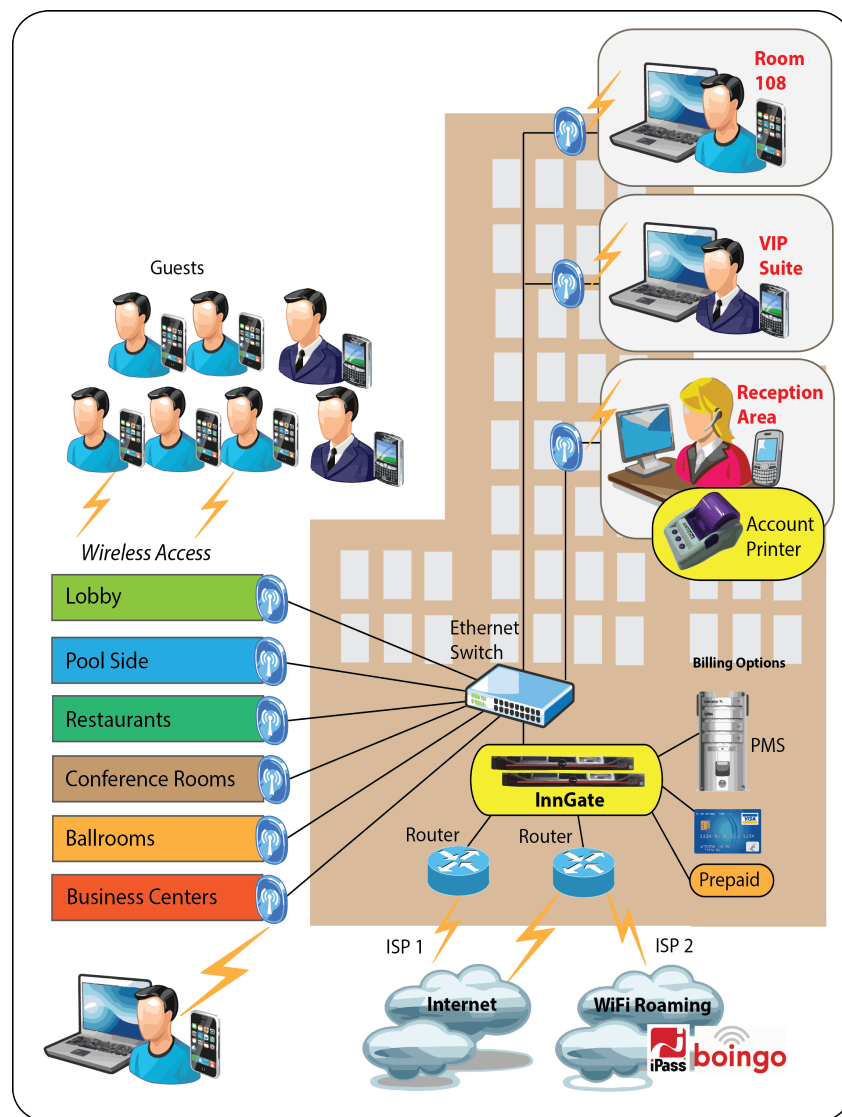 Room
108
VIP
Suite
Guests
Reception
Area
Account
Printer
Wireless Access
Lobby
Pool Side
Restaurants
Conference Rooms
Ballrooms
Business Centers
Ethernet
Switch
Billing Options
PMS
InnGate
Router
Router
VISA
Prepaid
ISP 1
ISP 2
Internet
WiFi Roaming
iPass
boingo